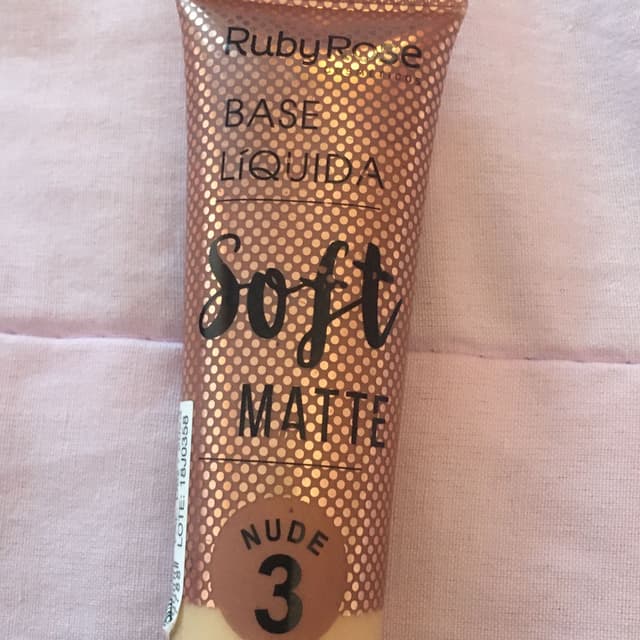 RubyRose
BASE
LÍQUIDA
Soft
MATTE
NUDE
3
LOTE: 18J0358